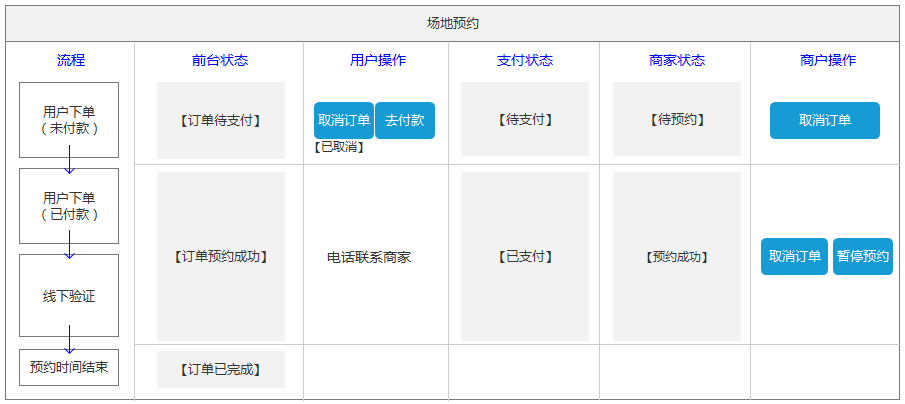 场地预约
流程
前台状态
用户操作
支付状态
商家状态
商户操作
用户下单
（未付款）
【订单待支付】
取消订单
去付款
【已取消】
【待支付】
【待预约】
取消订单
用户下单
（已付款）
【订单预约成功】
电话联系商家
【已支付】
【预约成功】
取消订单
暂停预约
线下验证
预约时间结束
【订单已完成】